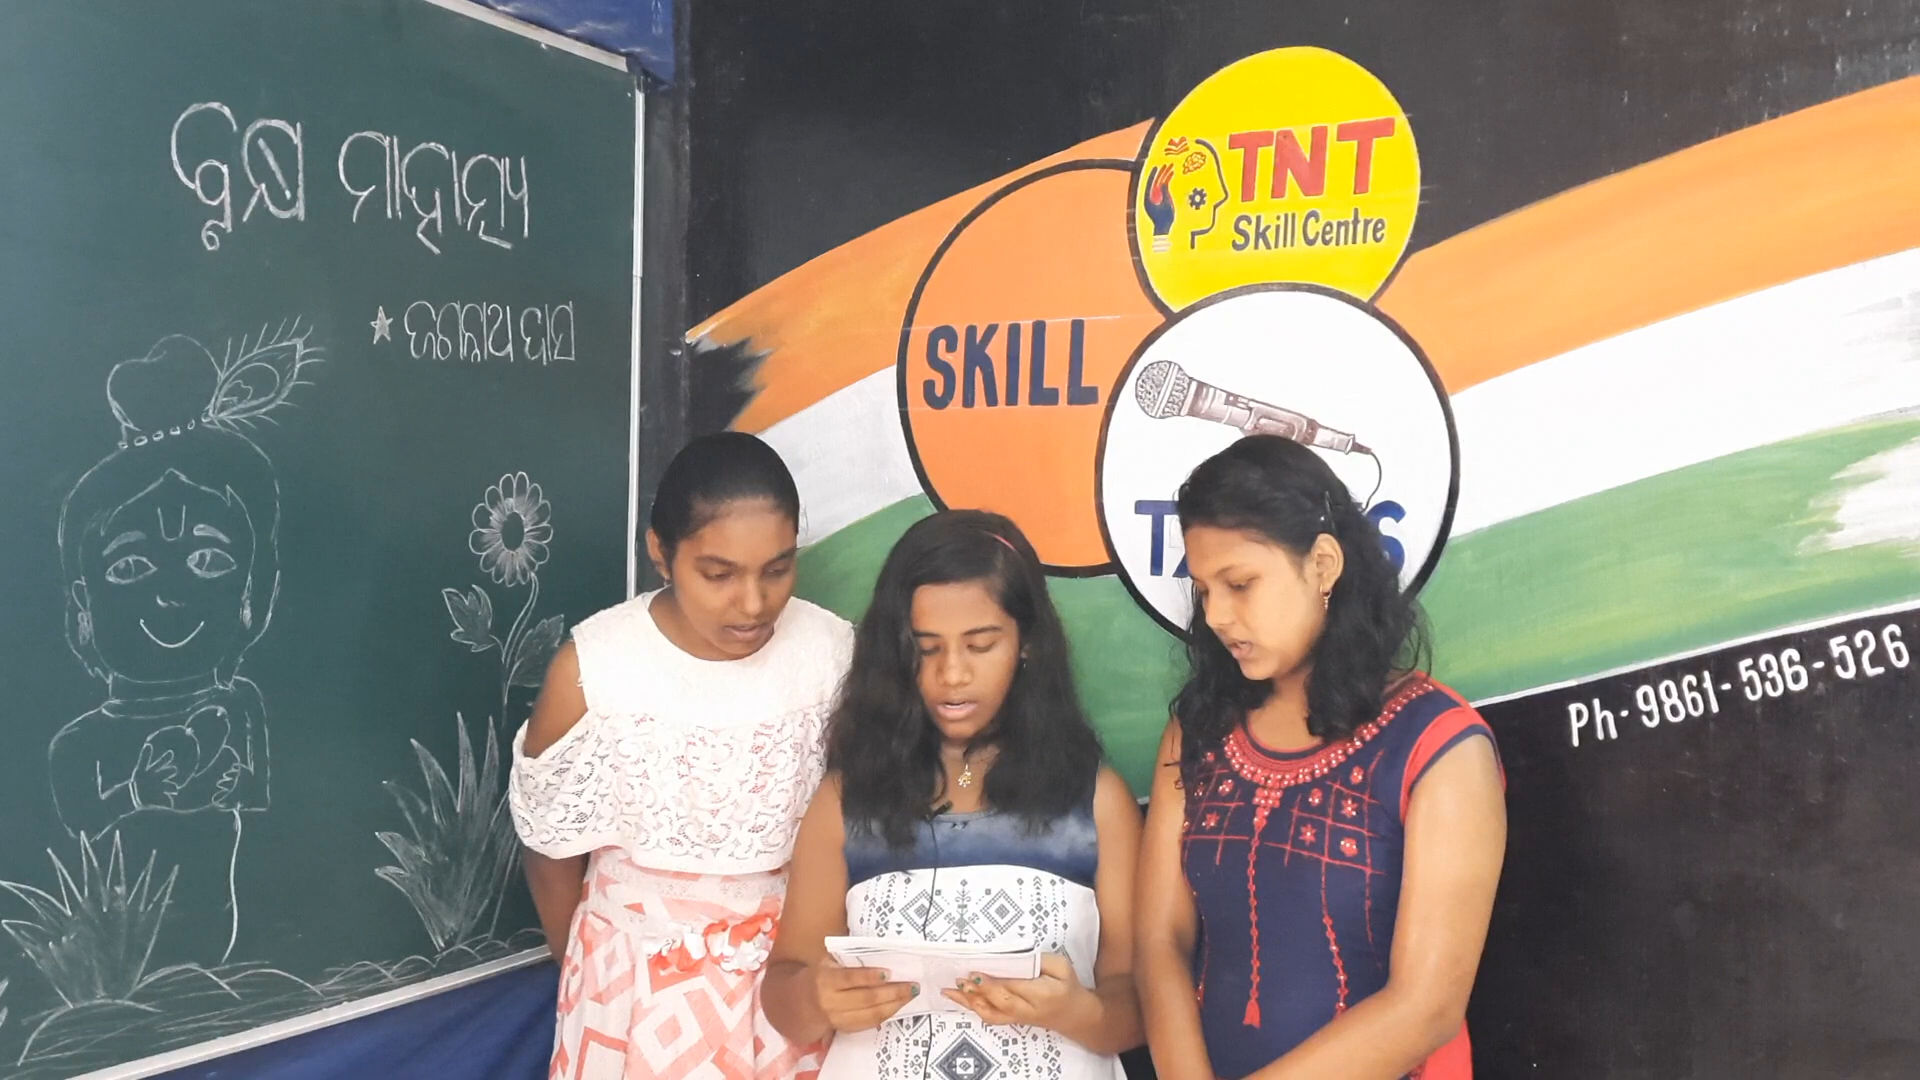 ବୃକ୍ଷ ମାହାତ୍ମ୍ୟ
★ ଜଗନ୍ନାଥ ଦାସ
TNT
Skill Centre
SKILL
Ph-9861-536-526